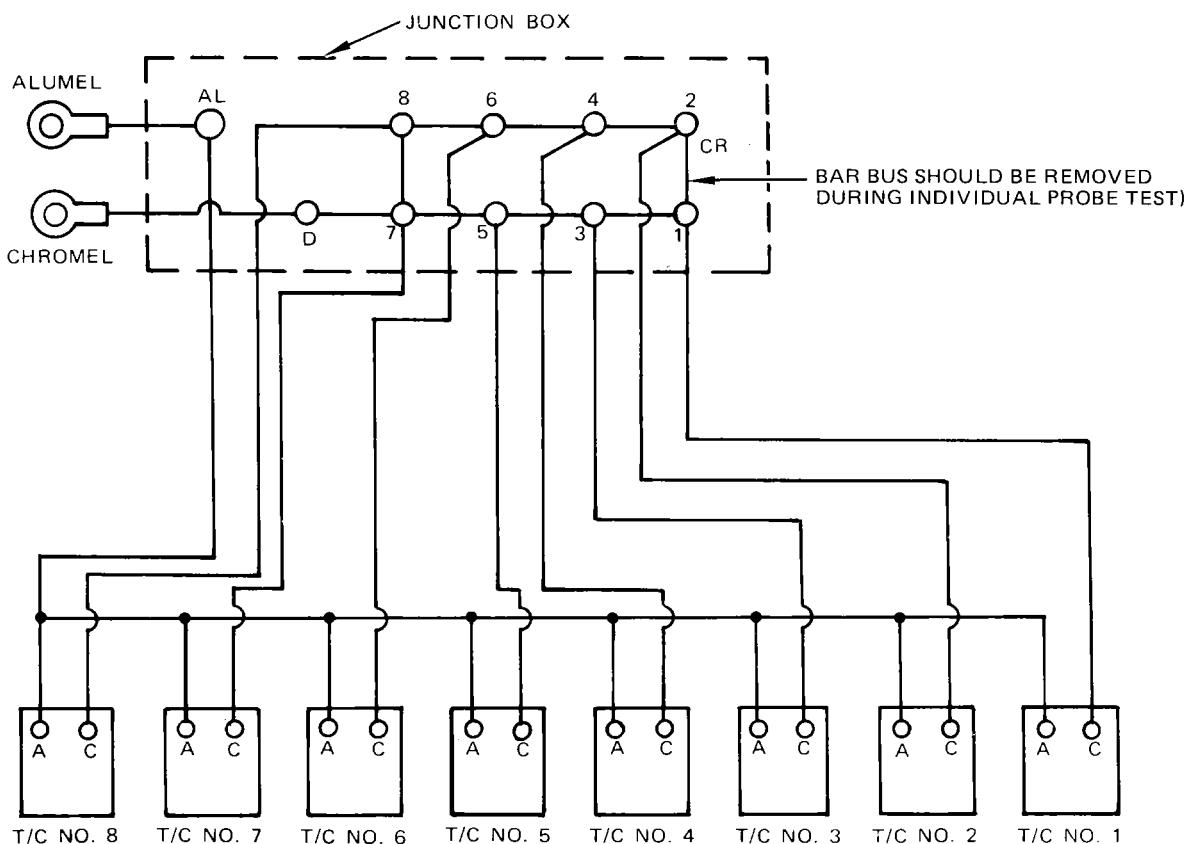 JUNCTION BOX
ALUMEL
AL
8
6
4
2
CR
BAR BUS SHOULD BE REMOVED
DURING INDIVIDUAL PROBE TEST)
CHROMEL
D
7
5
3
1
A C
A C
A C
A C
A C
A C
A C
A C
T/C NO. 8
T/C NO. 7
T/C NO. 6
T/C NO. 5
T/C NO. 4
T/C NO. 3
T/C NO. 2
T/C NO. 1